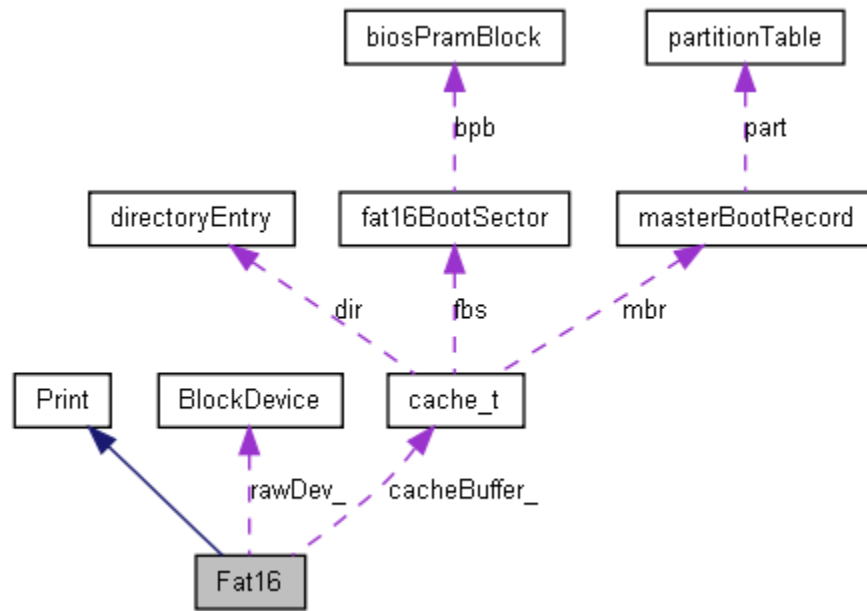 biosPramBlock
partitionTable
bpb
part
directoryEntry
fat16BootSector
masterBootRecord
dir
fbs
mbr
Print
BlockDevice
cache_t
rawDev_
cacheBuffer_
Fat16